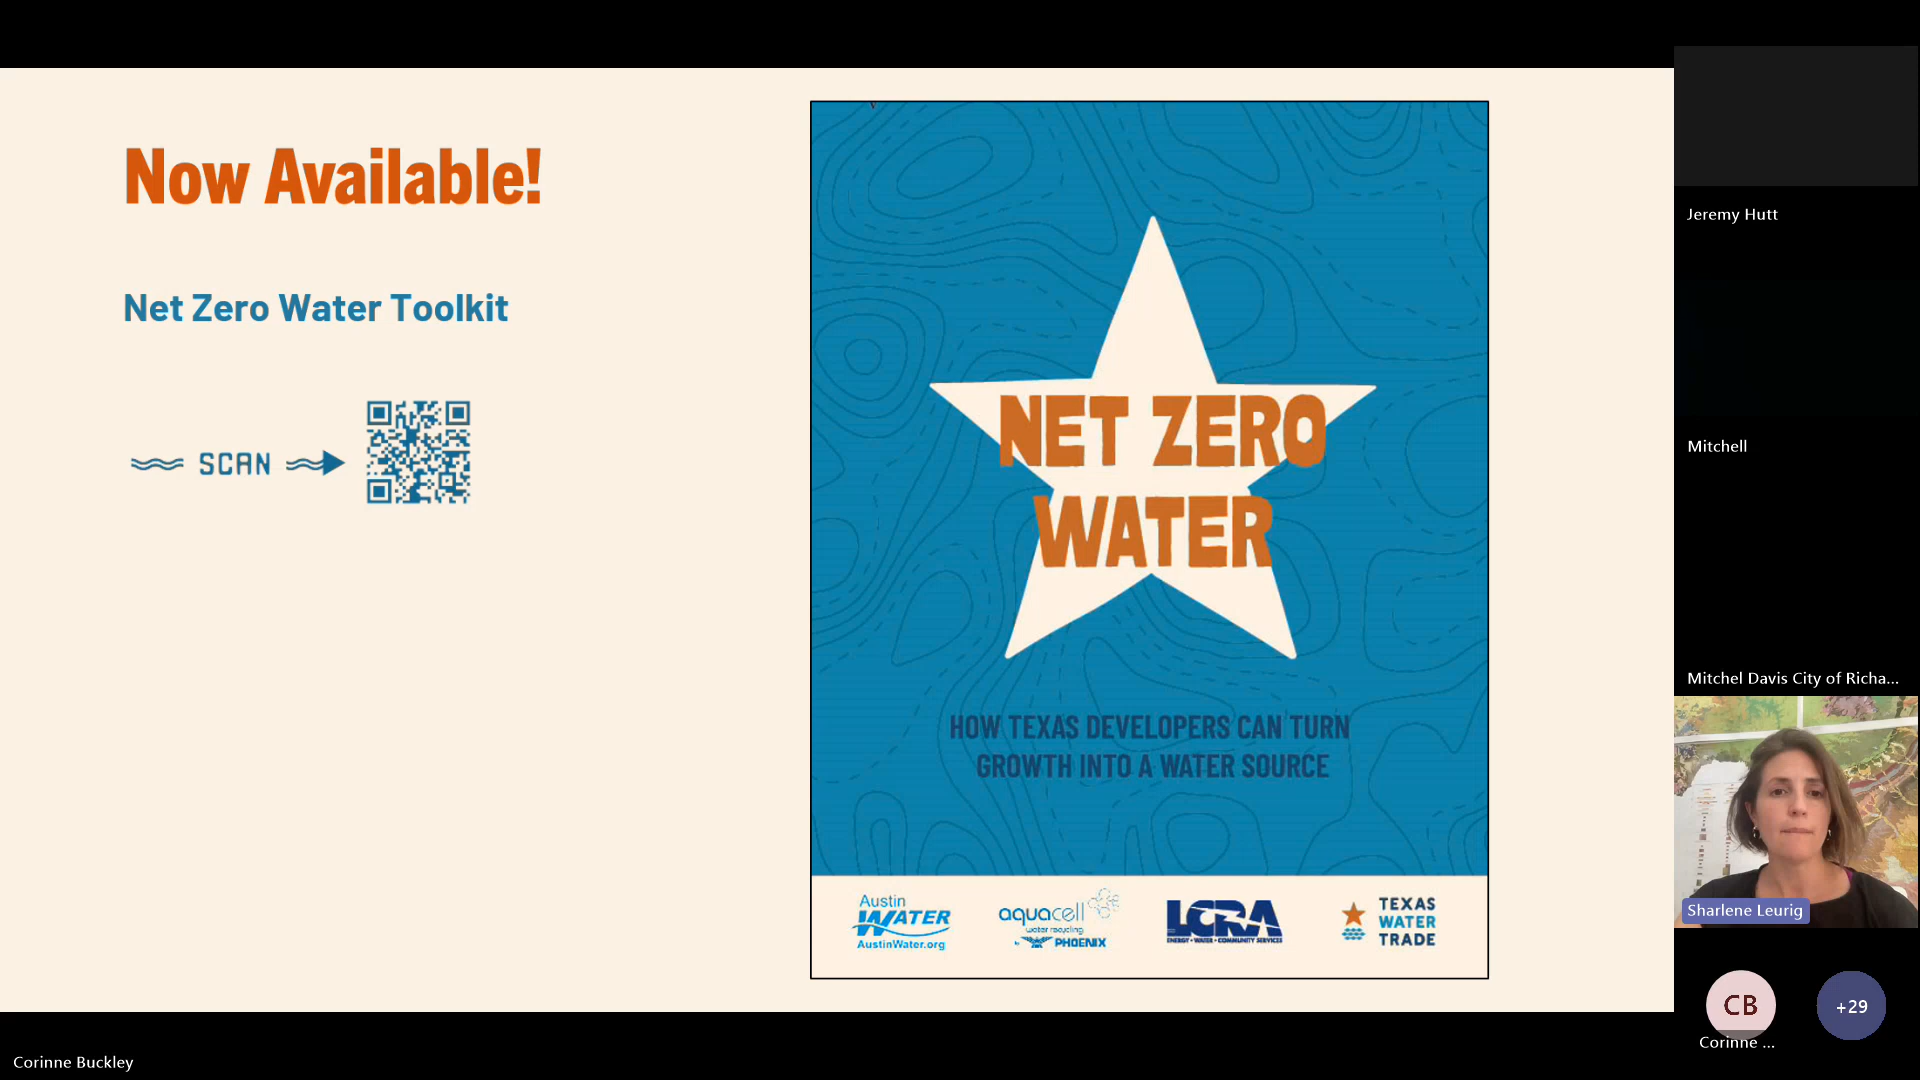 Now Available!
Net Zero Water Toolkit
SCAN
NET ZERO
WATER
HOW TEXAS DEVELOPERS CAN TURN
GROWTH INTO A WATER SOURCE
Austin
WATER
AustinWater.org
aquacell
water recycling
by PHOENIX
LCRA
ENERGY • WATER • COMMUNITY SERVICES
TEXAS
WATER
TRADE
Jeremy Hutt
Mitchell
Mitchel Davis City of Richa...
Sharlene Leurig
CB
+29
Corinne ...
Corinne Buckley